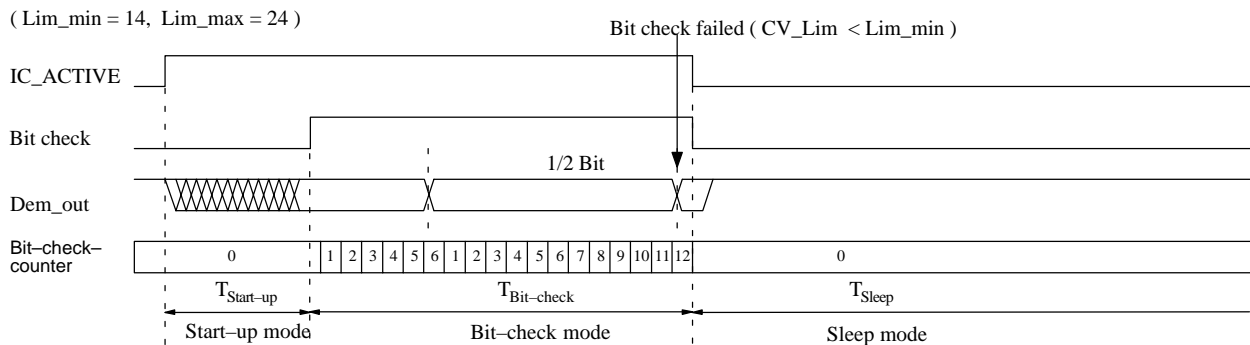 ( Lim_min = 14, Lim_max = 24 )
Bit check failed ( CV_Lim < Lim_min )
IC_ACTIVE
Bit check
1/2 Bit
Dem_out
Bit–check–
counter
0 1 2 3 4 5 6 1 2 3 4 5 6 7 8 9 10 11 12 0
TStart–up TBit–check TSleep
Start–up mode Bit–check mode Sleep mode